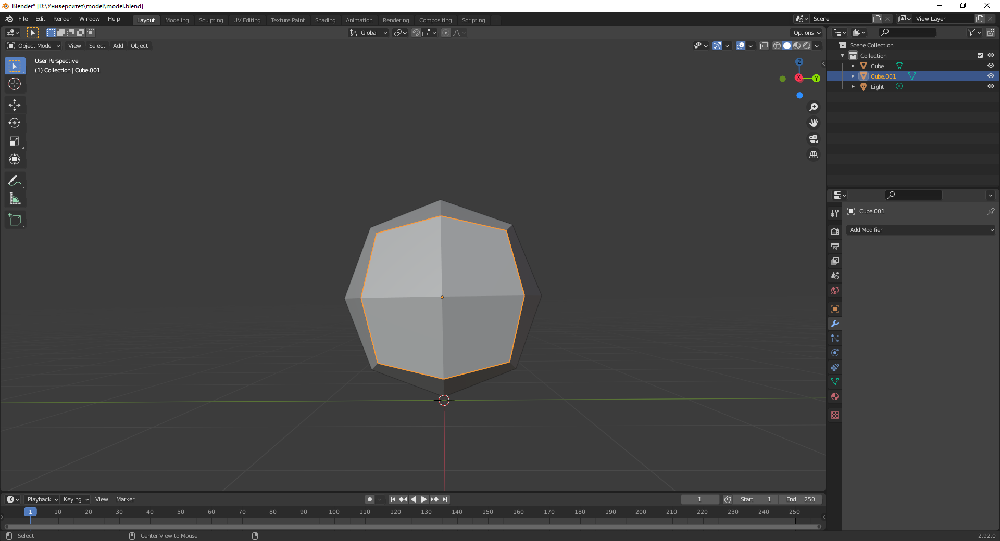 Blender* [D:\Университет\model\model.blend]
File Edit Render Window Help Layout Modeling Sculpting UV Editing Texture Paint Shading Animation Rendering Compositing Scripting + Scene View Layer
Global Options
Object Mode View Select Add Object
User Perspective
(1) Collection | Cube.001
Z
X Y
Scene Collection
Collection
Cube
Cube.001
Light
Cube.001
Add Modifier
Playback Keying View Marker 1 Start 1 End 250
1 10 20 30 40 50 60 70 80 90 100 110 120 130 140 150 160 170 180 190 200 210 220 230 240 250
Select Center View to Mouse 2.92.0